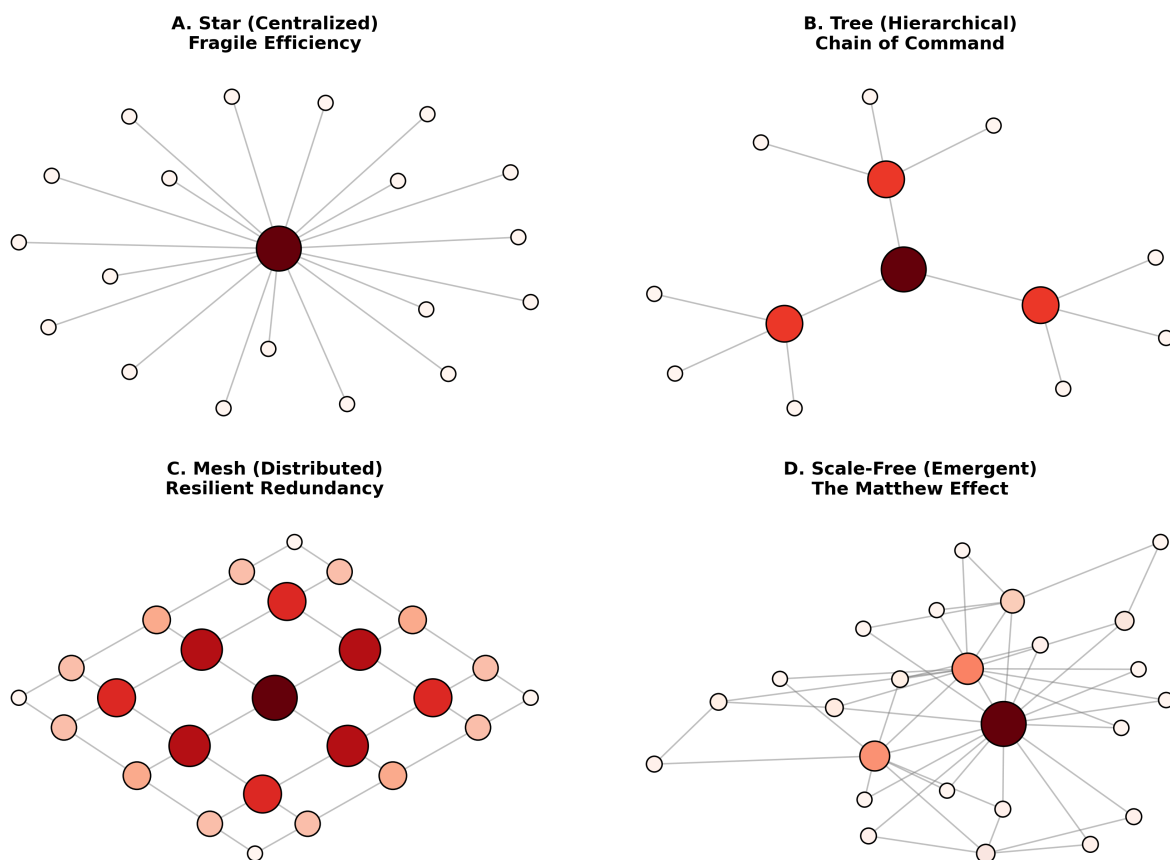 A. Star (Centralized)
Fragile Efficiency
B. Tree (Hierarchical)
Chain of Command
C. Mesh (Distributed)
Resilient Redundancy
D. Scale-Free (Emergent)
The Matthew Effect